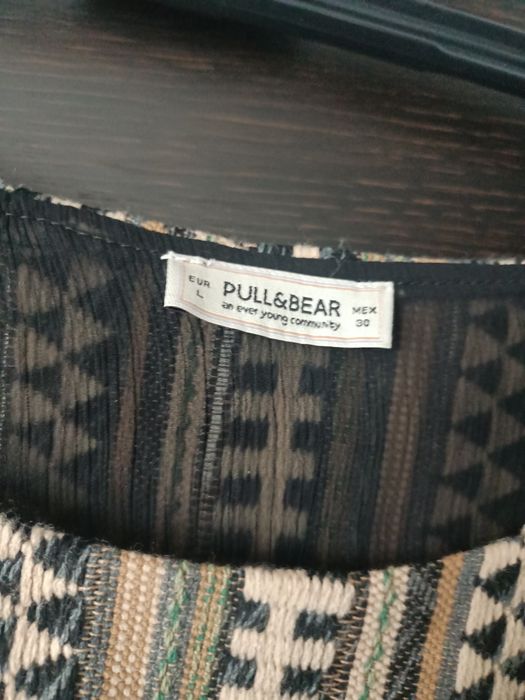 EUR
L
PULL&BEAR
an ever young community
MEX
30